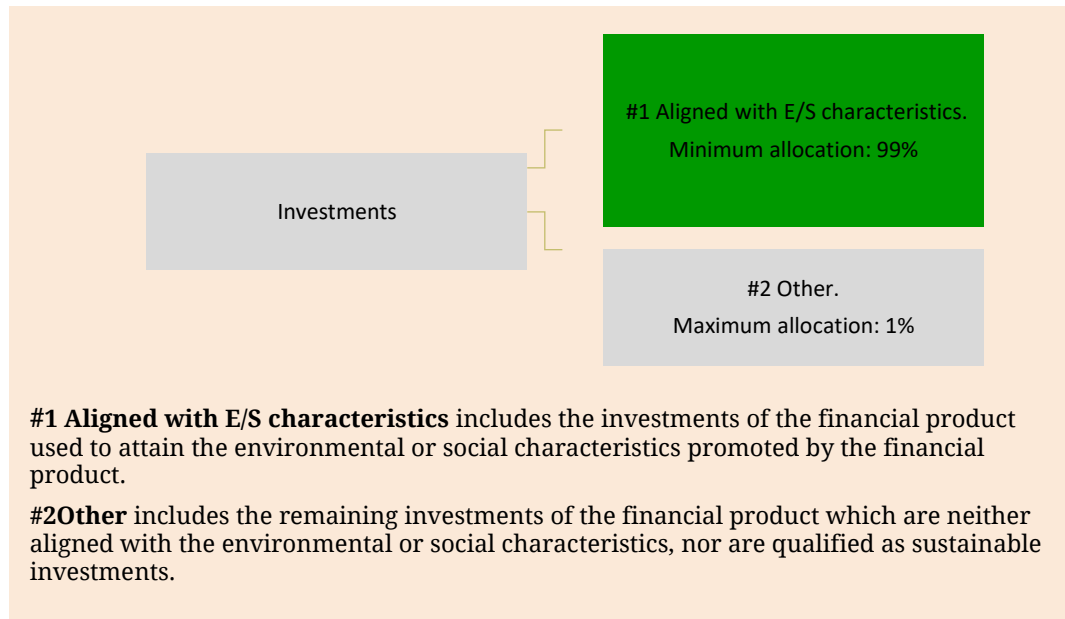 #1 Aligned with E/S characteristics.
Minimum allocation: 99%
Investments
#2 Other.
Maximum allocation: 1%
#1 Aligned with E/S characteristics includes the investments of the financial product
used to attain the environmental or social characteristics promoted by the financial
product.
#2Other includes the remaining investments of the financial product which are neither
aligned with the environmental or social characteristics, nor are qualified as sustainable
investments.